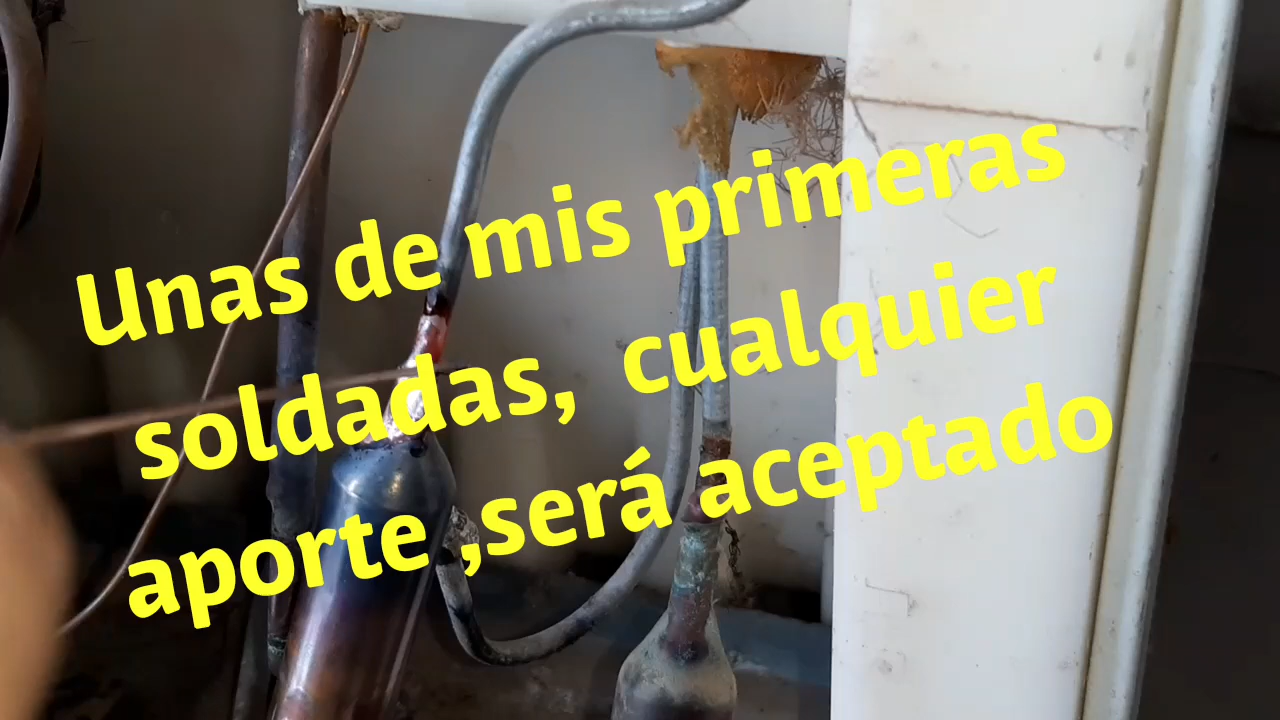 Unas de mis primeras
soldadas, cualquier
aporte ,será aceptado